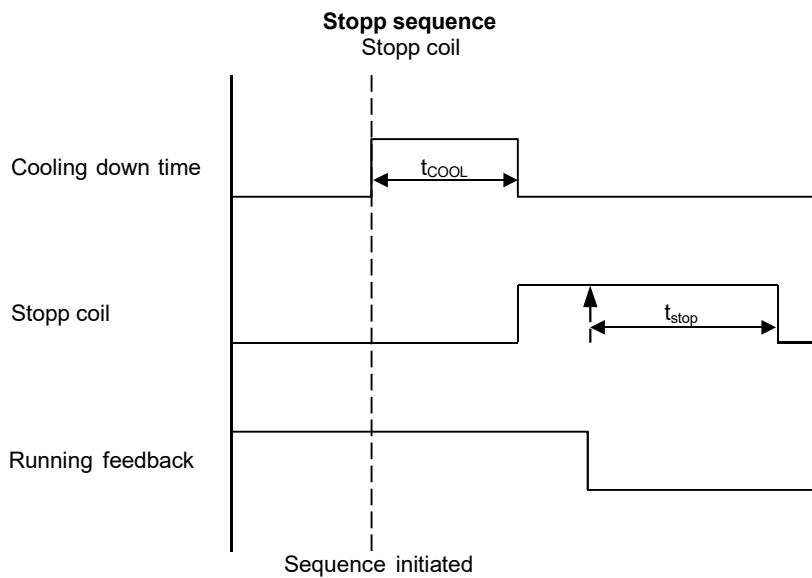 Stopp sequence
Stopp coil
Cooling down time
tCOOL
Stopp coil
tstop
Running feedback
Sequence initiated